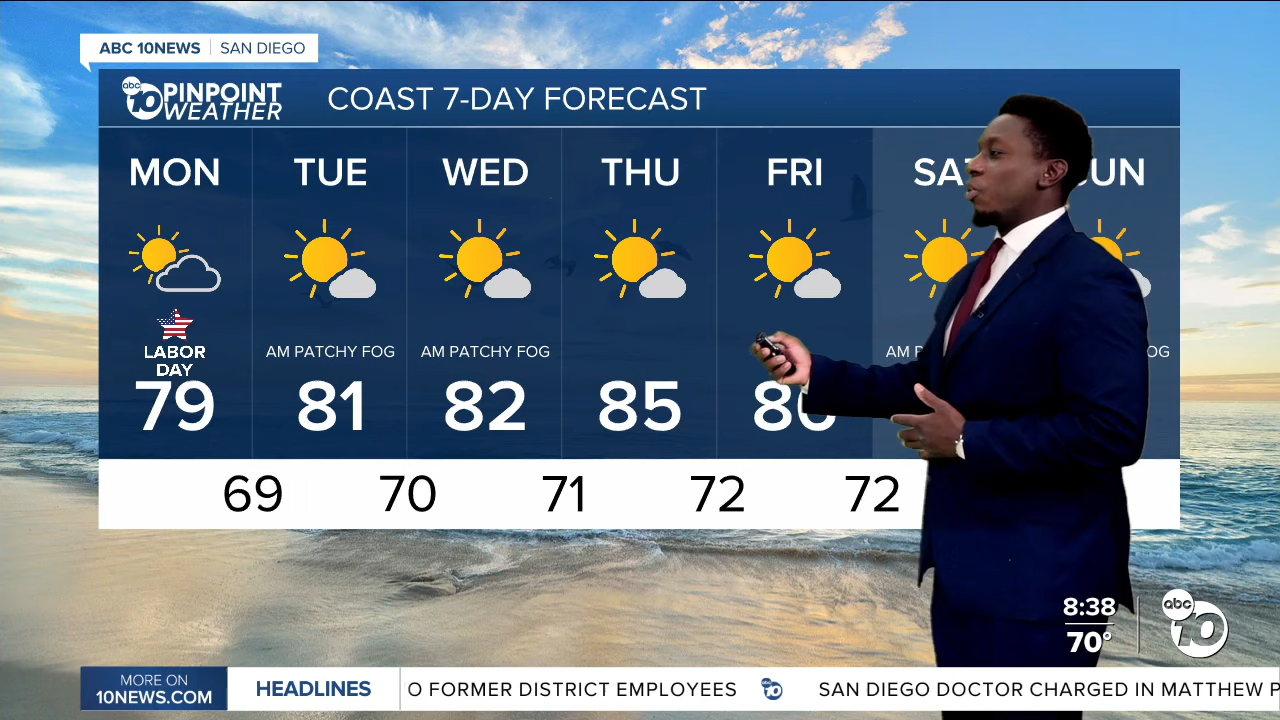 ABC 10NEWS | SAN DIEGO
abc 10 PINPOINT WEATHER
COAST 7-DAY FORECAST
MON TUE WED THU FRI
LABOR DAY
AM PATCHY FOG AM PATCHY FOG
79 81 82 85
69 70 71 72 72
8:38
70°
abc 10
MORE ON
10NEWS.COM
HEADLINES
O FORMER DISTRICT EMPLOYEES abc 10 SAN DIEGO DOCTOR CHARGED IN MATTHEW P